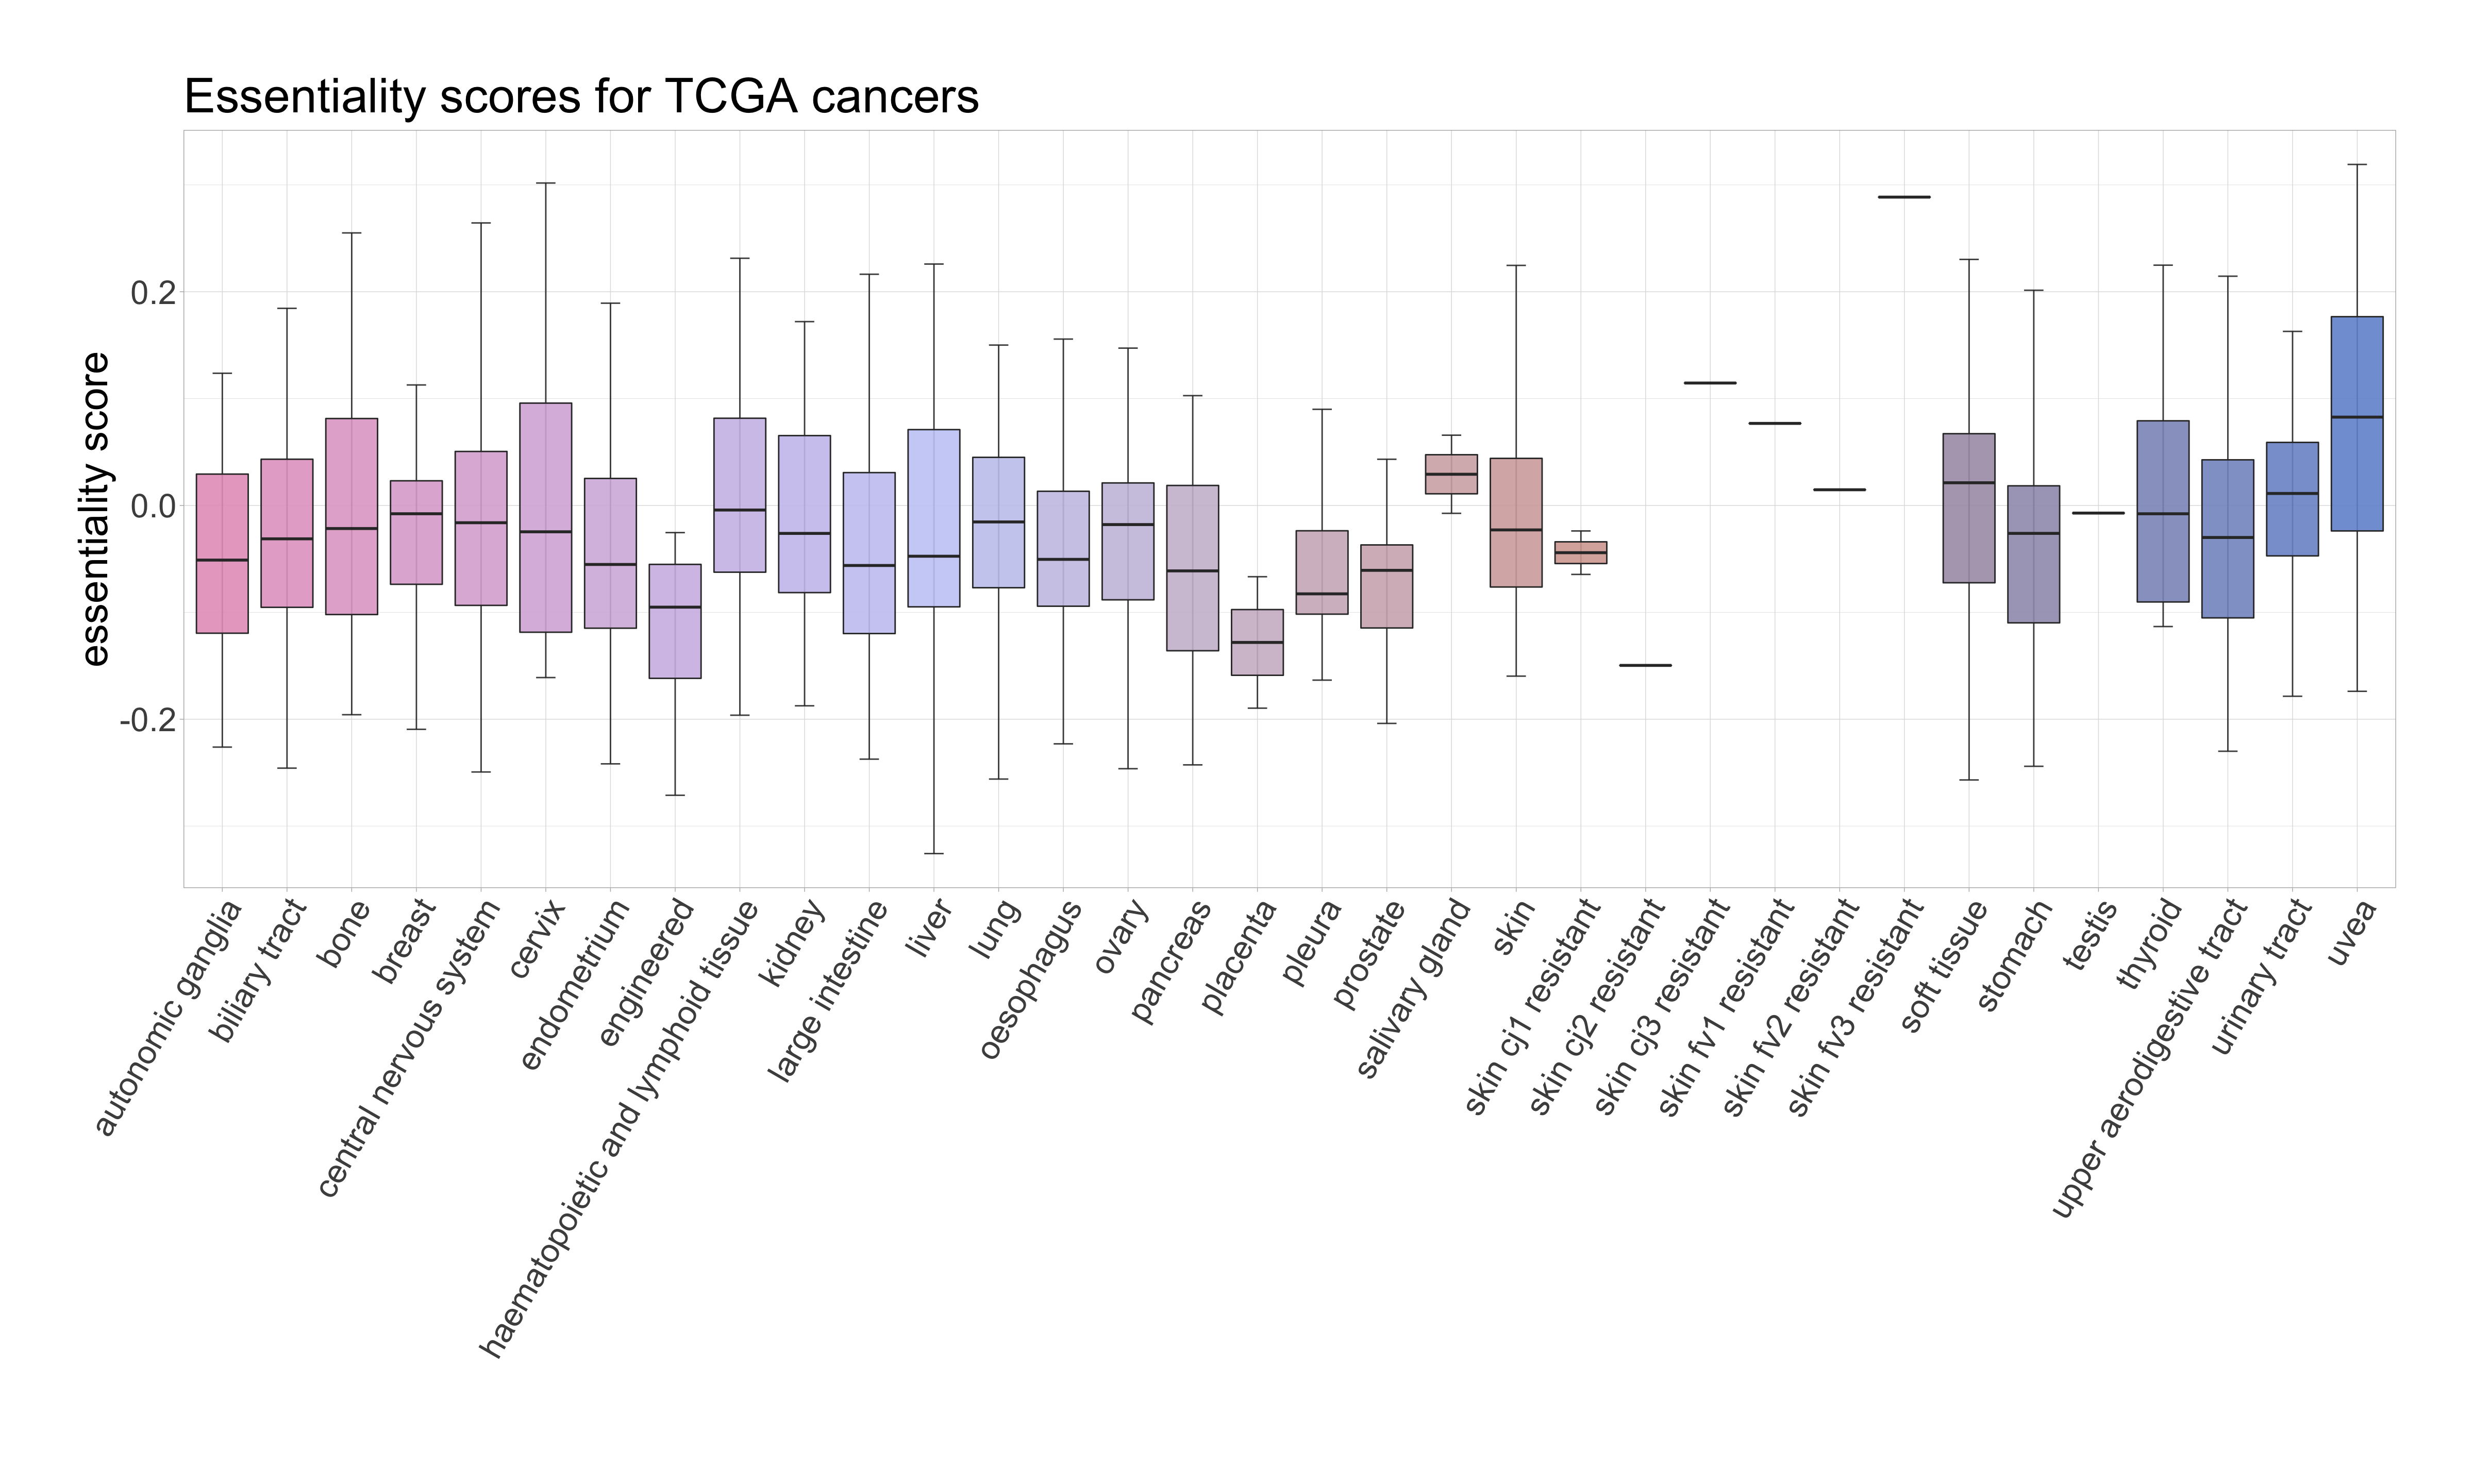 Essentiality scores for TCGA cancers
essentiality score
0.2
0.0
-0.2
autonomic ganglia
biliary tract
bone
breast
central nervous system
cervix
endometrium
engineered
haematopoietic and lymphoid tissue
kidney
large intestine
liver
lung
oesophagus
ovary
pancreas
placenta
pleura
prostate
salivary gland
skin
skin cj1 resistant
skin cj2 resistant
skin cj3 resistant
skin fv1 resistant
skin fv2 resistant
skin fv3 resistant
soft tissue
stomach
testis
thyroid
upper aerodigestive tract
urinary tract
uvea